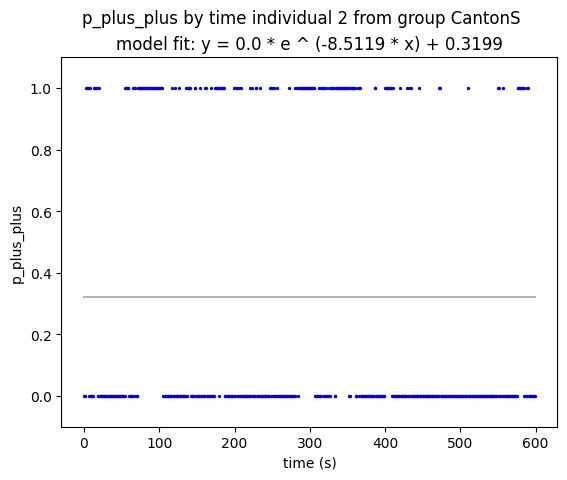 p_plus_plus by time individual 2 from group CantonS
model fit: y = 0.0 * e ^ (-8.5119 * x) + 0.3199
1.0
0.8
0.6
0.4
0.2
0.0
p_plus_plus
0 100 200 300 400 500 600
time (s)